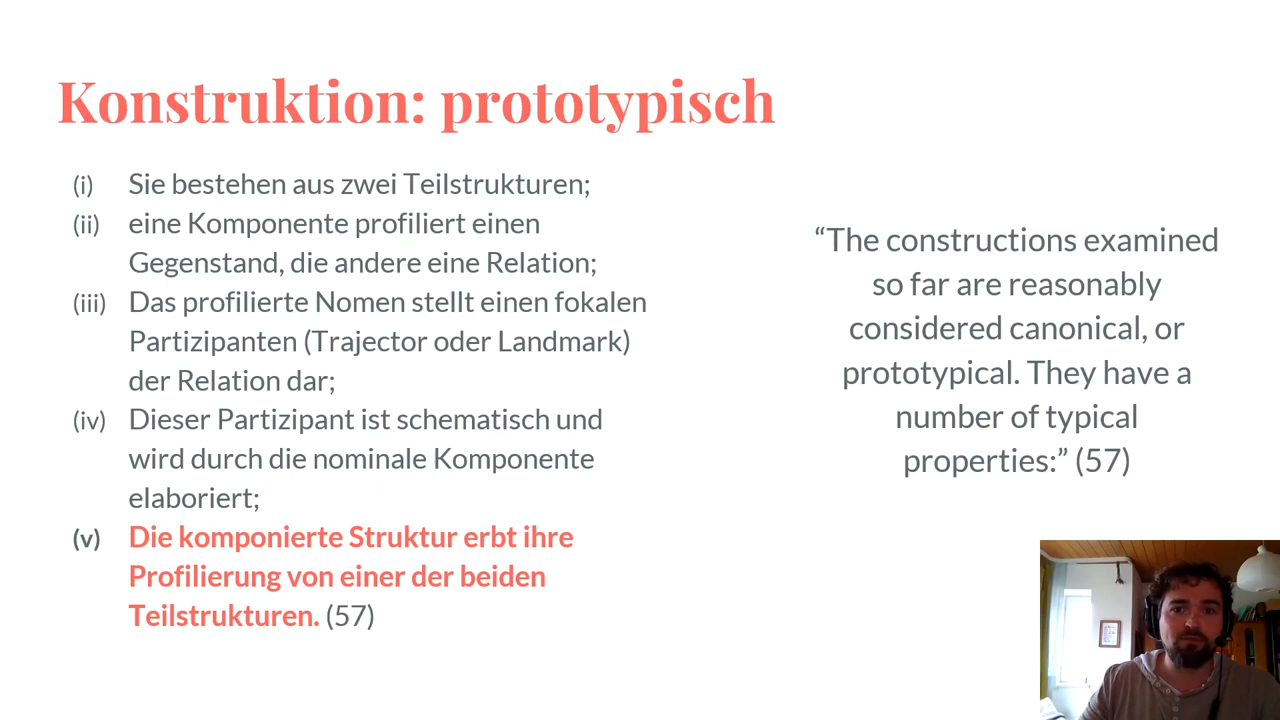 Konstruktion: prototypisch
(i) Sie bestehen aus zwei Teilstrukturen;
(ii) eine Komponente profiliert einen
Gegenstand, die andere eine Relation;
(iii) Das profilierte Nomen stellt einen fokalen
Partizipanten (Trajector oder Landmark)
der Relation dar;
(iv) Dieser Partizipant ist schematisch und
wird durch die nominale Komponente
elaboriert;
(v) Die komponierte Struktur erbt ihre
Profilierung von einer der beiden
Teilstrukturen. (57)
“The constructions examined
so far are reasonably
considered canonical, or
prototypical. They have a
number of typical
properties:” (57)